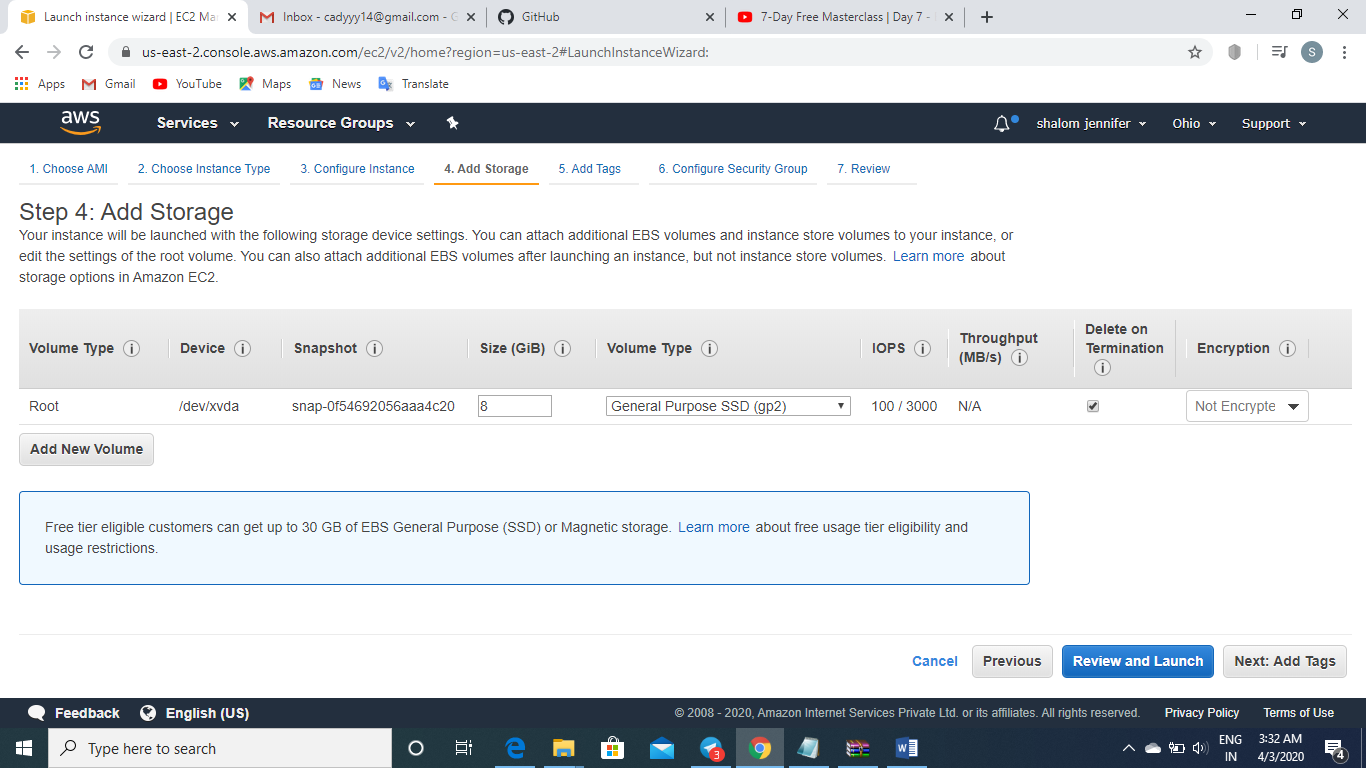 Launch instance wizard | EC2 Ma
Inbox - cadyyy14@gmail.com - G
GitHub
7-Day Free Masterclass | Day 7 -
us-east-2.console.aws.amazon.com/ec2/v2/home?region=us-east-2#LaunchInstanceWizard:
S
Apps Gmail YouTube Maps News Translate
aws Services Resource Groups shalom jennifer Ohio Support
1. Choose AMI 2. Choose Instance Type 3. Configure Instance 4. Add Storage 5. Add Tags 6. Configure Security Group 7. Review
Step 4: Add Storage
Your instance will be launched with the following storage device settings. You can attach additional EBS volumes and instance store volumes to your instance, or
edit the settings of the root volume. You can also attach additional EBS volumes after launching an instance, but not instance store volumes. Learn more about
storage options in Amazon EC2.
Volume Type i Device i Snapshot i Size (GiB) i Volume Type i IOPS i Throughput (MB/s) i Delete on Termination i Encryption i
Root /dev/xvda snap-0f54692056aaa4c20 8 General Purpose SSD (gp2) 100 / 3000 N/A Not Encrypte
Add New Volume
Free tier eligible customers can get up to 30 GB of EBS General Purpose (SSD) or Magnetic storage. Learn more about free usage tier eligibility and
usage restrictions.
Cancel Previous Review and Launch Next: Add Tags
Feedback English (US) © 2008 - 2020, Amazon Internet Services Private Ltd. or its affiliates. All rights reserved. Privacy Policy Terms of Use
Type here to search 3 ENG 3:32 AM
IN 4/3/2020 4